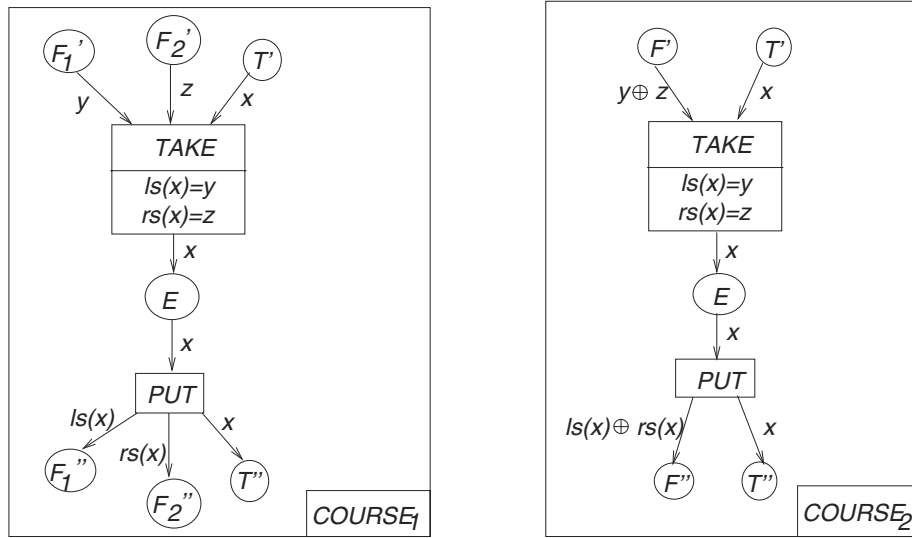 F₁' F₂' T'
y z x
TAKE
ls(x)=y
rs(x)=z
x
E
x
PUT
ls(x) rs(x) x
F₁'' F₂'' T''
COURSE₁
F' T'
y⊕ z x
TAKE
ls(x)=y
rs(x)=z
x
E
x
PUT
ls(x)⊕ rs(x) x
F'' T''
COURSE₂